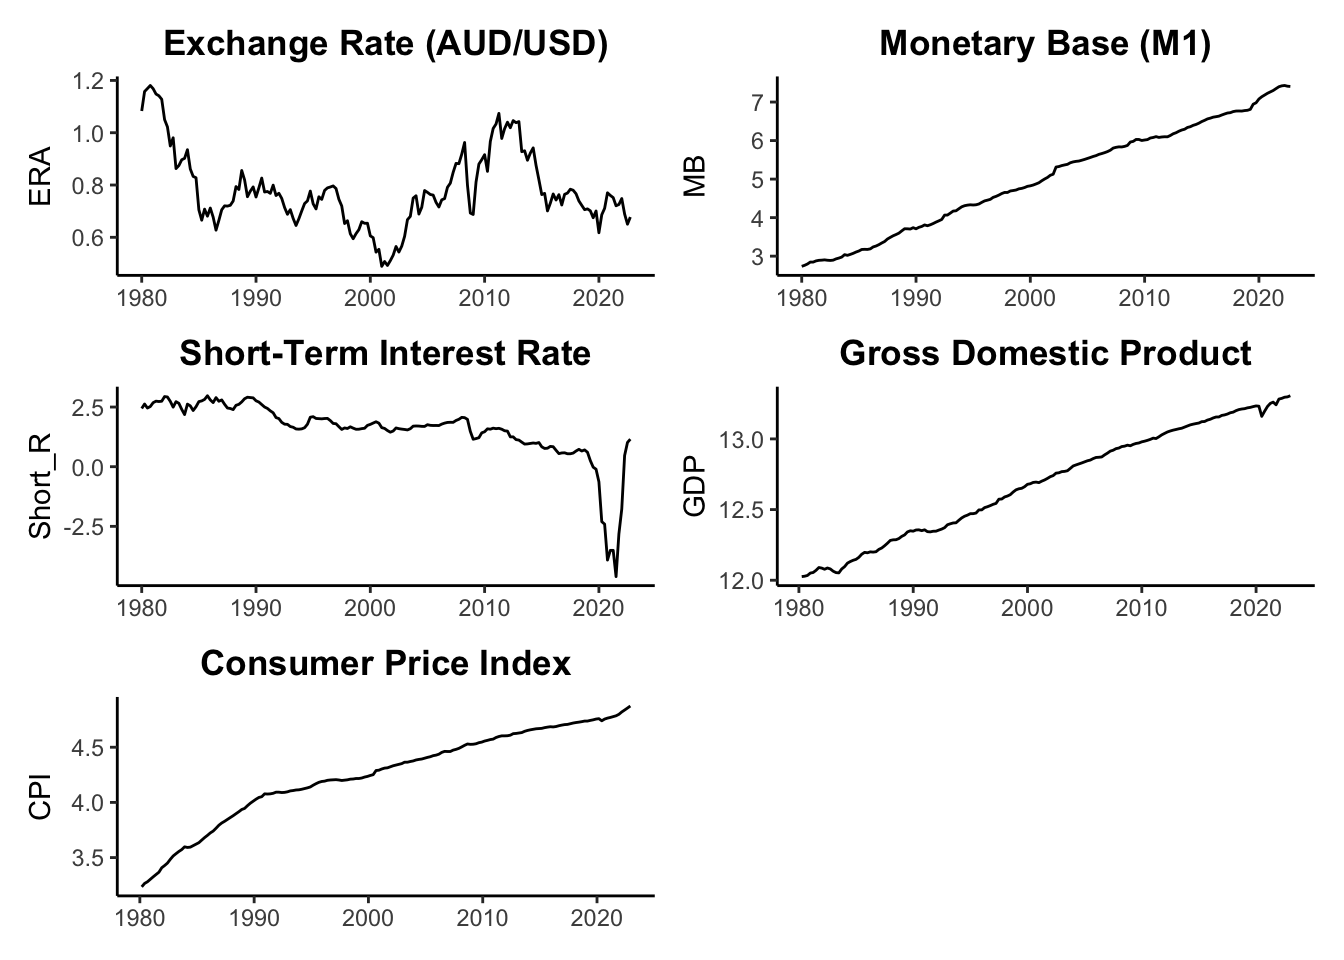 Exchange Rate (AUD/USD)
ERA
1.2
1.0
0.8
0.6
1980 1990 2000 2010 2020
Monetary Base (M1)
MB
7
6
5
4
3
1980 1990 2000 2010 2020
Short-Term Interest Rate
Short_R
2.5
0.0
-2.5
1980 1990 2000 2010 2020
Gross Domestic Product
GDP
13.0
12.5
12.0
1980 1990 2000 2010 2020
Consumer Price Index
CPI
4.5
4.0
3.5
1980 1990 2000 2010 2020